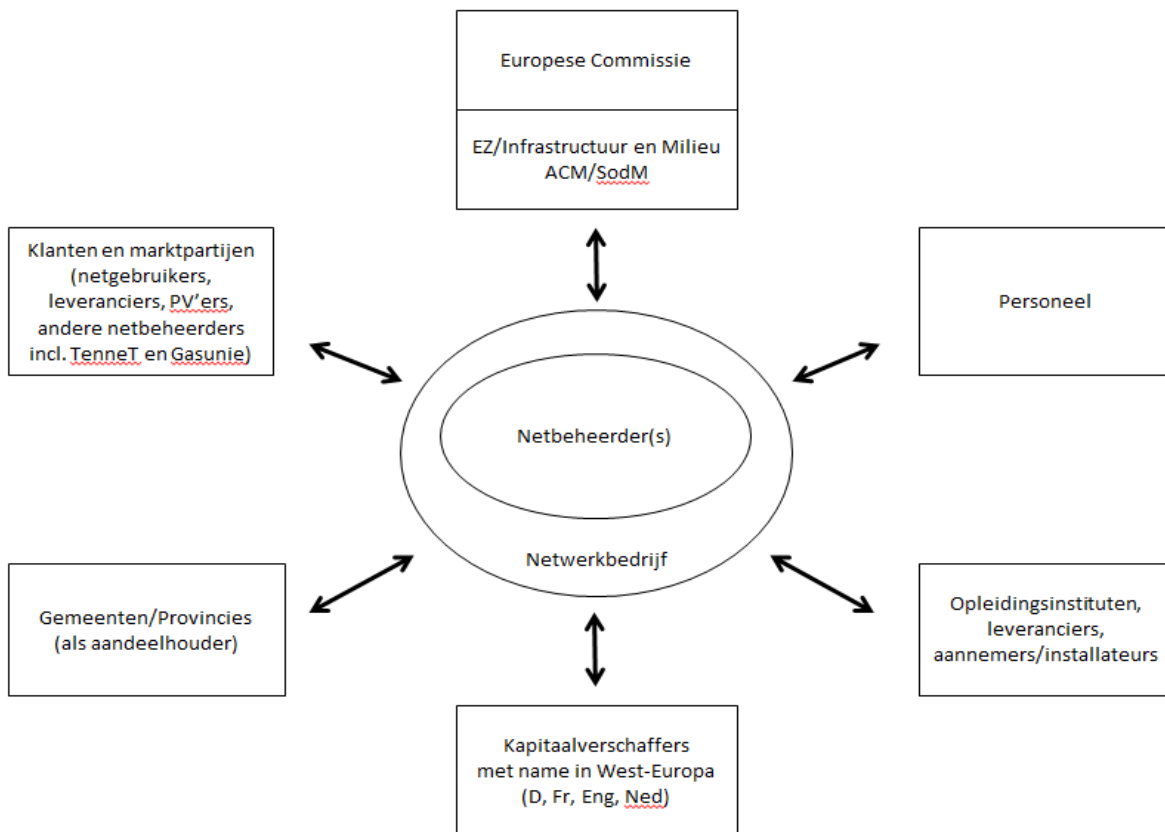 Europese Commissie
EZ/Infrastructuur en Milieu
ACM/SodM
Klanten en marktpartijen
(netgebruikers,
leveranciers, PV'ers,
andere netbeheerders
incl. TenneT en Gasunie)
Personeel
Netbeheerder(s)
Netwerkbedrijf
Gemeenten/Provincies
(als aandeelhouder)
Opleidingsinstituten,
leveranciers,
aannemers/installateurs
Kapitaalverschaffers
met name in West-Europa
(D, Fr, Eng, Ned)